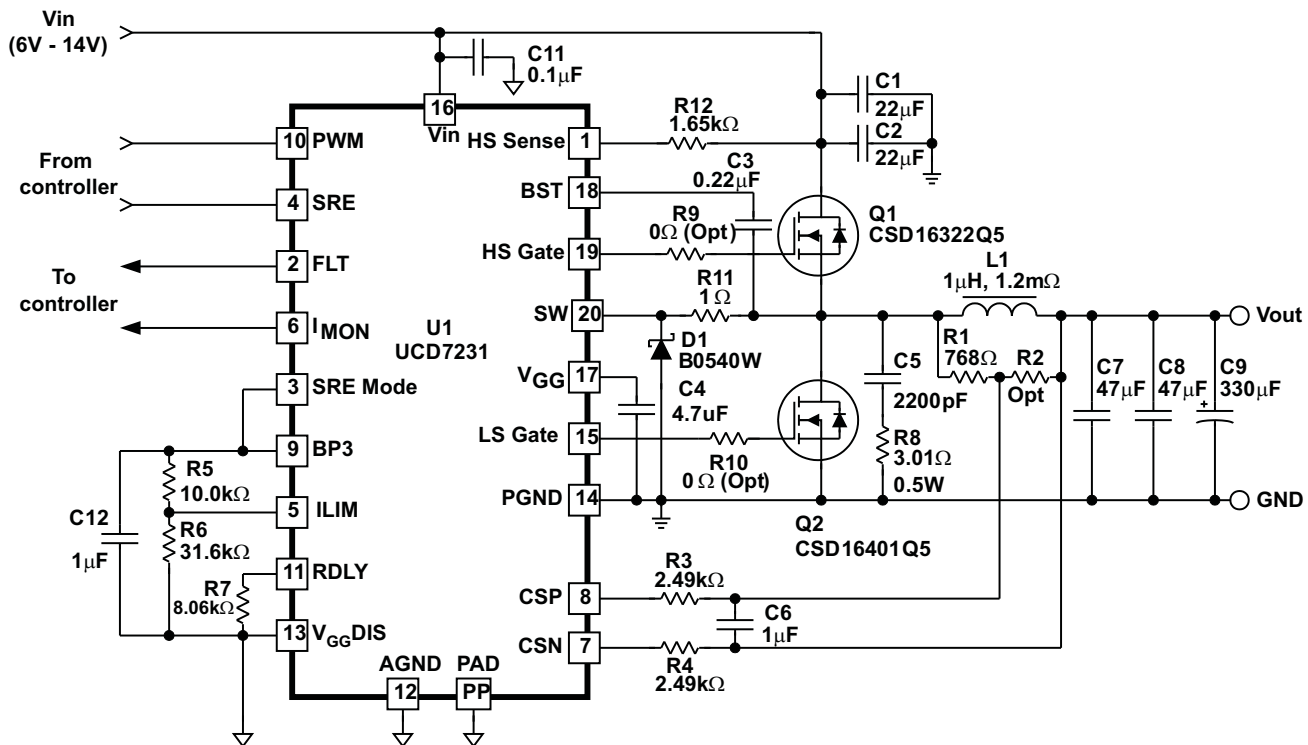 Vin
(6V - 14V)
C11
0.1µF
16
Vin
R12
1.65kΩ
C1
22µF
C2
22µF
10 PWM
HS Sense 1
From
controller
C3
0.22µF
BST 18
4 SRE
R9
0Ω (Opt)
Q1
CSD16322Q5
HS Gate 19
2 FLT
To
controller
L1
1µH, 1.2mΩ
R11
1Ω
SW 20
Vout
6 IMON
U1
UCD7231
D1
B0540W
R1
768Ω
R2
Opt
C5
2200pF
C7
47µF
C8
47µF
C9
330µF
+
VGG 17
3 SRE Mode
C4
4.7uF
LS Gate 15
9 BP3
R10
0Ω (Opt)
R8
3.01Ω
0.5W
R5
10.0kΩ
PGND 14
GND
5 ILIM
C12
1µF
R6
31.6kΩ
Q2
CSD16401Q5
11 RDLY
R7
8.06kΩ
R3
2.49kΩ
CSP 8
C6
1µF
13 VGGDIS
CSN 7
R4
2.49kΩ
AGND
12
PAD
PP